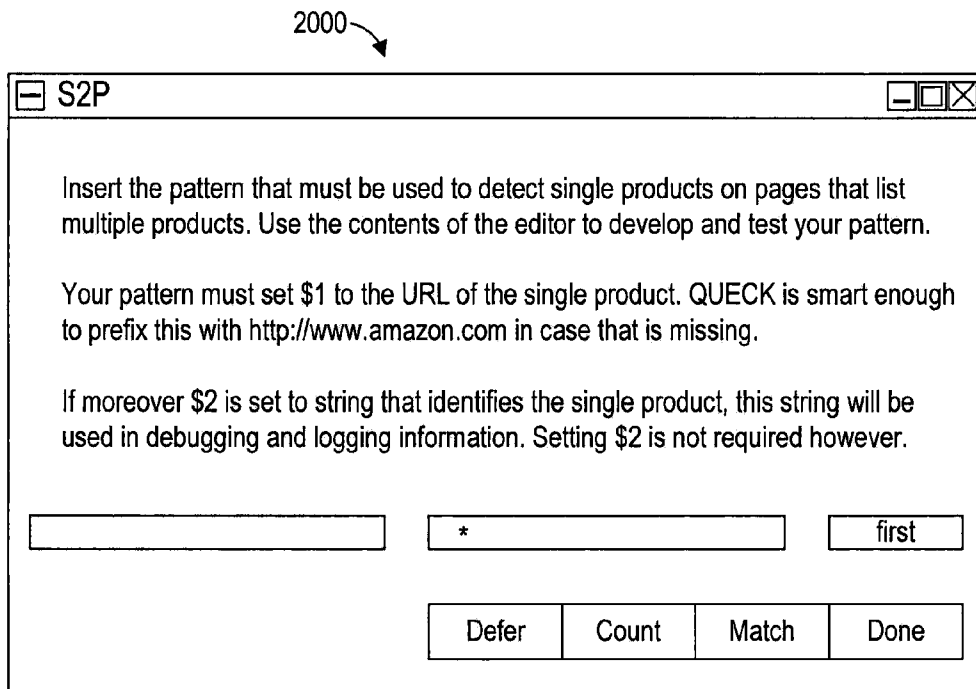 2000
S2P
Insert the pattern that must be used to detect single products on pages that list
multiple products. Use the contents of the editor to develop and test your pattern.
Your pattern must set $1 to the URL of the single product. QUECK is smart enough
to prefix this with http://www.amazon.com in case that is missing.
If moreover $2 is set to string that identifies the single product, this string will be
used in debugging and logging information. Setting $2 is not required however.
* first
Defer Count Match Done